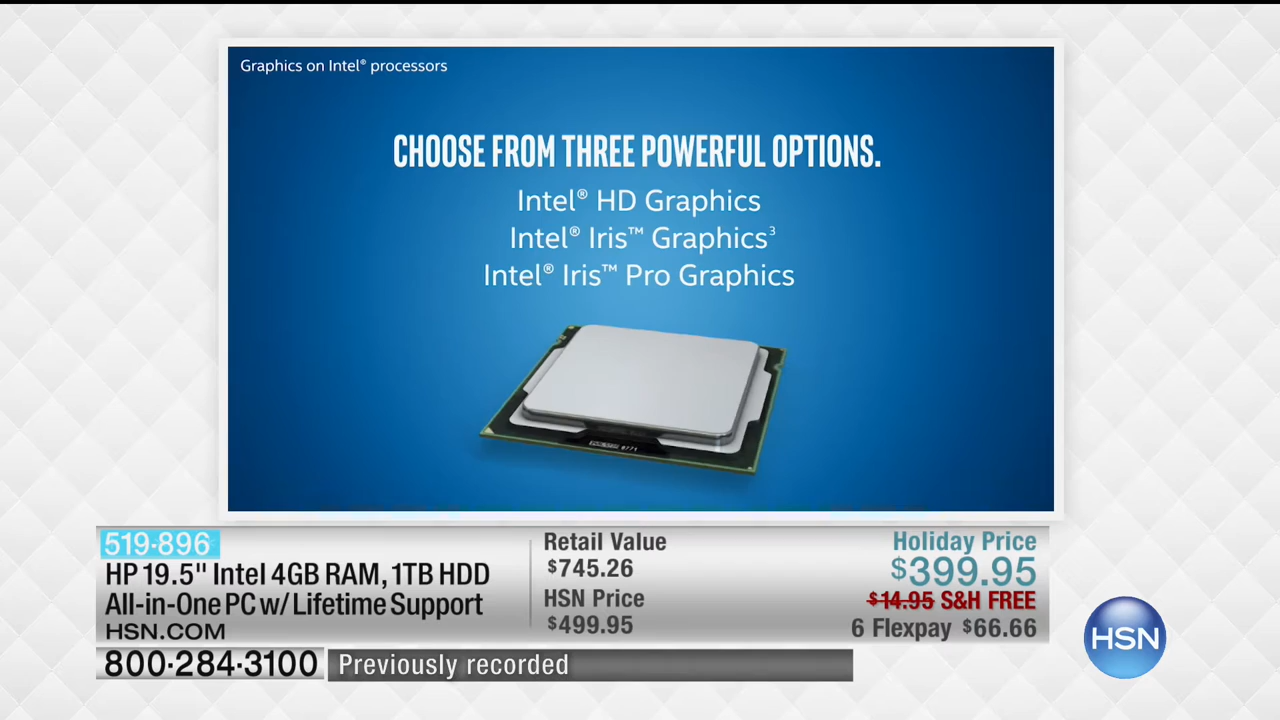 Graphics on Intel® processors
CHOOSE FROM THREE POWERFUL OPTIONS.
Intel® HD Graphics
Intel® Iris™ Graphics³
Intel® Iris™ Pro Graphics
519-896
HP 19.5" Intel 4GB RAM, 1TB HDD
All-in-One PC w/ Lifetime Support
HSN.COM
Retail Value
$745.26
HSN Price
$499.95
Holiday Price
$399.95
$14.95 S&H FREE
6 Flexpay $66.66
HSN
800·284·3100
Previously recorded